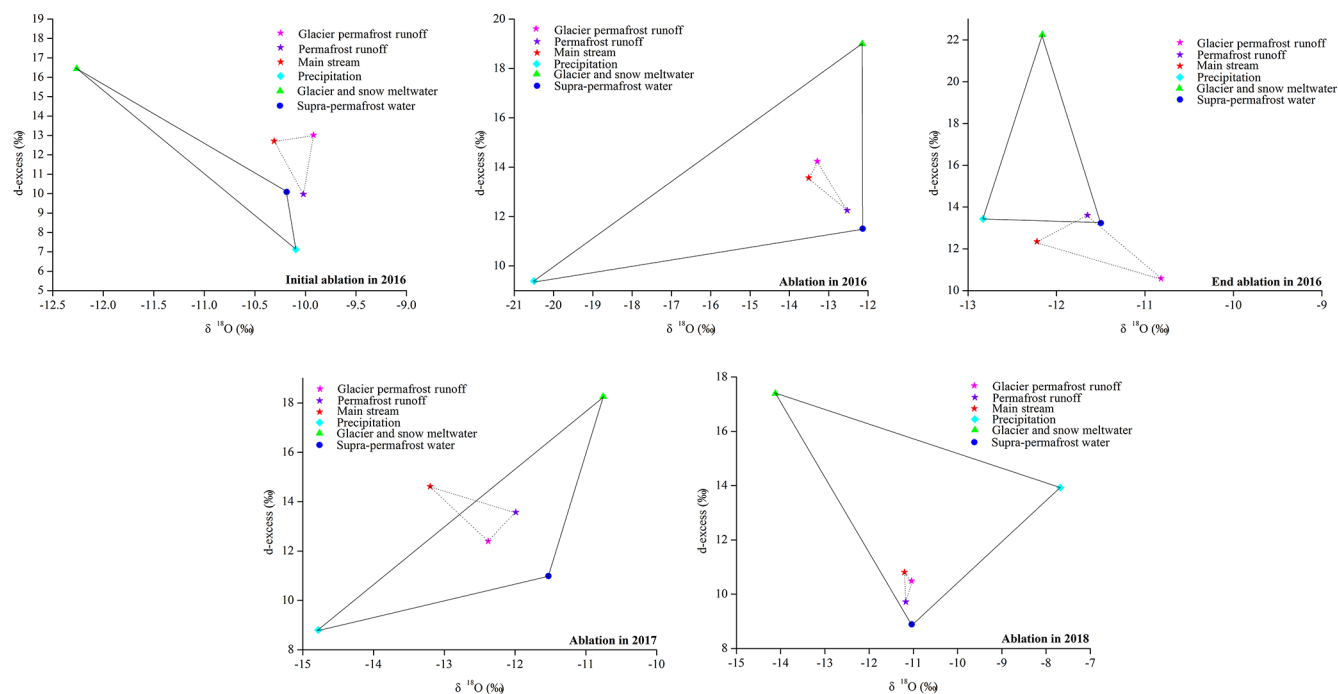 19
18
17
16
15
14
13
12
11
10
9
8
7
6
5
d-excess (‰)
Glacier permafrost runoff
Permafrost runoff
Main stream
Precipitation
Glacier and snow meltwater
Supra-permafrost water
Initial ablation in 2016
-12.5 -12.0 -11.5 -11.0 -10.5 -10.0 -9.5 -9.0
δ 18O (‰)
20
18
16
14
12
10
d-excess (‰)
Glacier permafrost runoff
Permafrost runoff
Main stream
Precipitation
Glacier and snow meltwater
Supra-permafrost water
Ablation in 2016
-21 -20 -19 -18 -17 -16 -15 -14 -13 -12
δ 18O (‰)
22
20
18
16
14
12
10
d-excess (‰)
Glacier permafrost runoff
Permafrost runoff
Main stream
Precipitation
Glacier and snow meltwater
Supra-permafrost water
End ablation in 2016
-13 -12 -11 -10 -9
δ 18O (‰)
18
16
14
12
10
8
d-excess (‰)
Glacier permafrost runoff
Permafrost runoff
Main stream
Precipitation
Glacier and snow meltwater
Supra-permafrost water
Ablation in 2017
-15 -14 -13 -12 -11 -10
δ 18O (‰)
18
16
14
12
10
8
d-excess (‰)
Glacier permafrost runoff
Permafrost runoff
Main stream
Precipitation
Glacier and snow meltwater
Supra-permafrost water
Ablation in 2018
-15 -14 -13 -12 -11 -10 -9 -8 -7
δ 18O (‰)